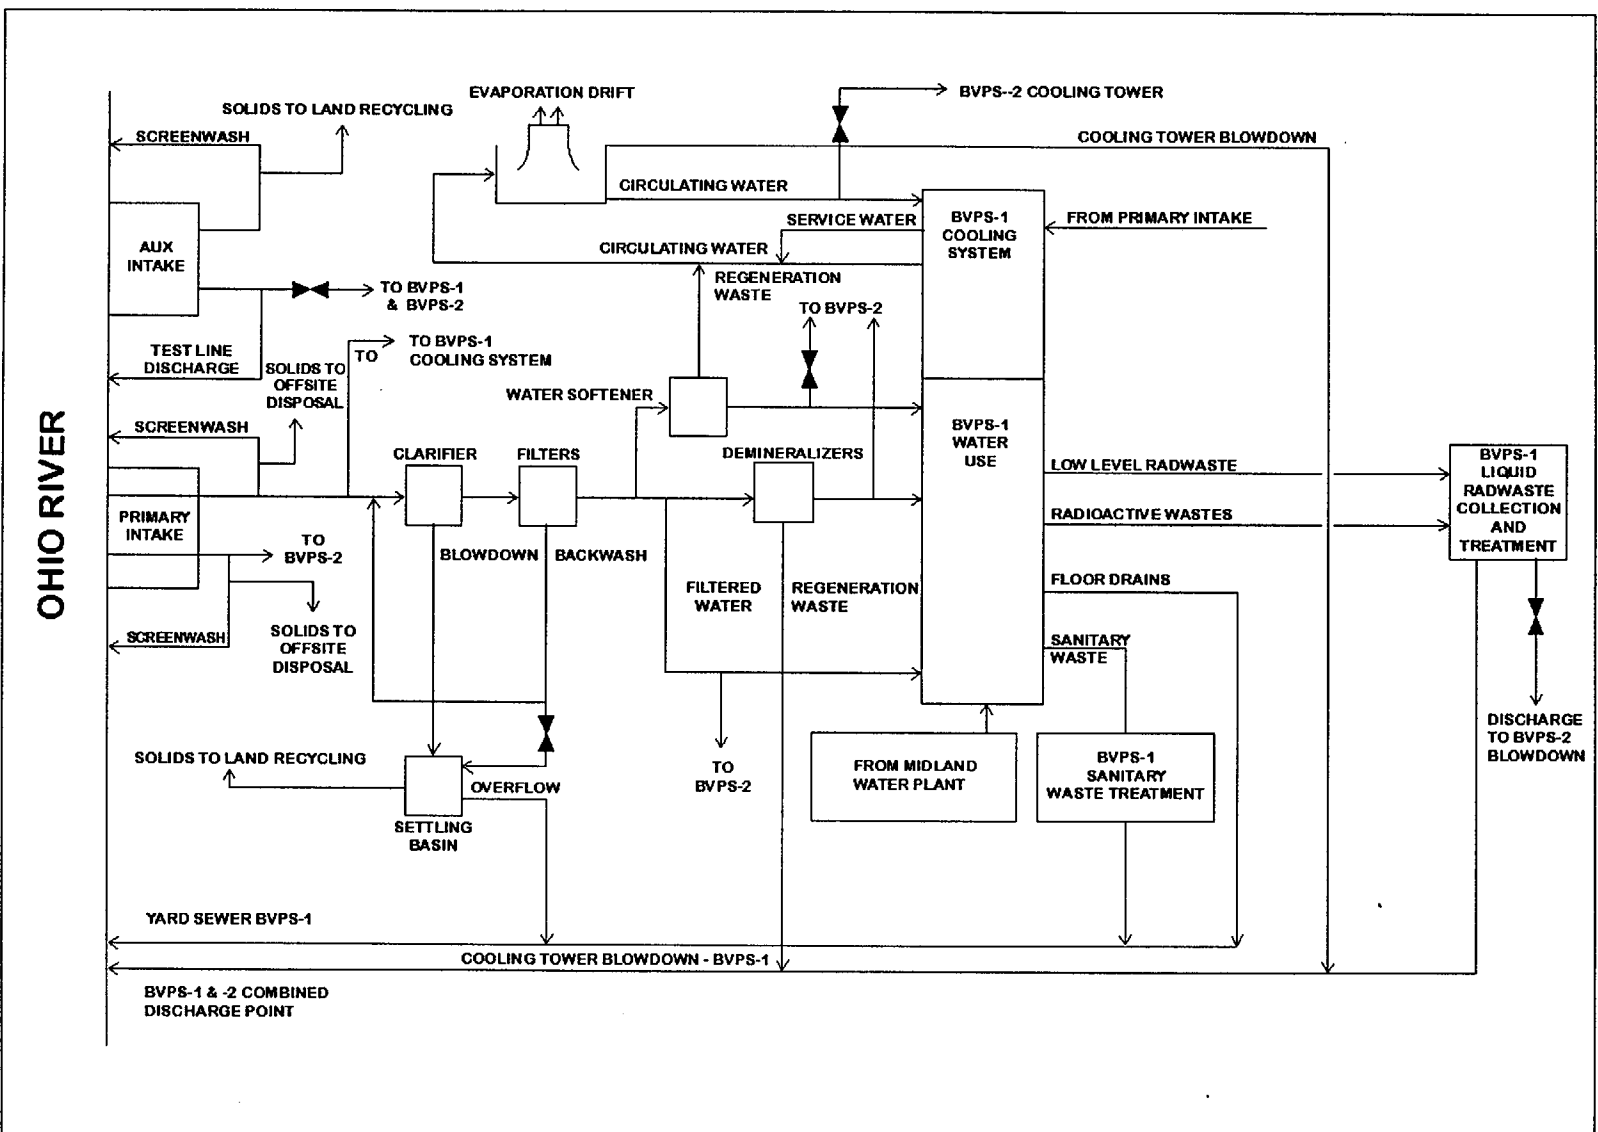 OHIO RIVER
EVAPORATION DRIFT
BVPS--2 COOLING TOWER
SOLIDS TO LAND RECYCLING
SCREENWASH
COOLING TOWER BLOWDOWN
CIRCULATING WATER
SERVICE WATER
CIRCULATING WATER
BVPS-1
COOLING
SYSTEM
FROM PRIMARY INTAKE
AUX
INTAKE
TO BVPS-1
& BVPS-2
REGENERATION
WASTE
TO BVPS-2
TEST LINE
DISCHARGE
TO
TO BVPS-1
COOLING SYSTEM
SOLIDS TO
OFFSITE
DISPOSAL
WATER SOFTENER
SCREENWASH
CLARIFIER
FILTERS
DEMINERALIZERS
BVPS-1
WATER
USE
LOW LEVEL RADWASTE
RADIOACTIVE WASTES
BVPS-1
LIQUID
RADWASTE
COLLECTION
AND
TREATMENT
PRIMARY
INTAKE
TO
BVPS-2
BLOWDOWN
BACKWASH
FILTERED
WATER
REGENERATION
WASTE
FLOOR DRAINS
SANITARY
WASTE
SCREENWASH
SOLIDS TO
OFFSITE
DISPOSAL
DISCHARGE
TO BVPS-2
BLOWDOWN
SOLIDS TO LAND RECYCLING
OVERFLOW
SETTLING
BASIN
TO
BVPS-2
FROM MIDLAND
WATER PLANT
BVPS-1
SANITARY
WASTE TREATMENT
YARD SEWER BVPS-1
COOLING TOWER BLOWDOWN - BVPS-1
BVPS-1 & -2 COMBINED
DISCHARGE POINT